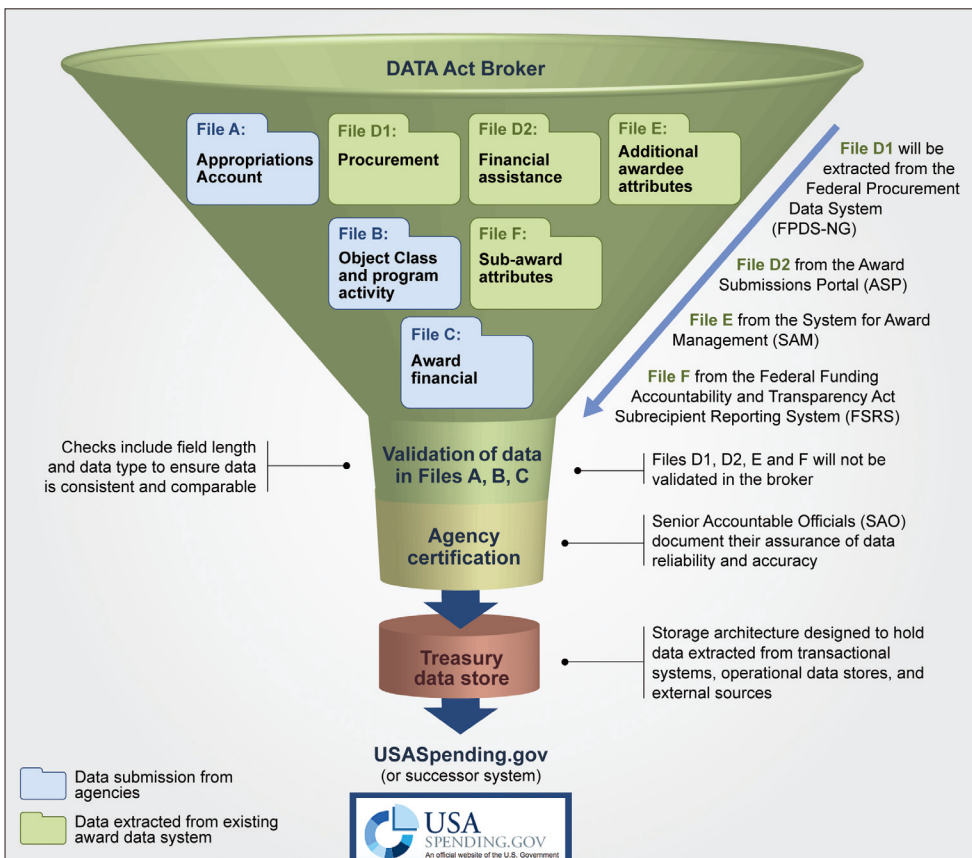 DATA Act Broker
File A:
Appropriations
Account
File D1:
Procurement
File D2:
Financial
assistance
File E:
Additional
awardee
attributes
File B:
Object Class
and program
activity
File F:
Sub-award
attributes
File C:
Award
financial
File D1 will be
extracted from the
Federal Procurement
Data System
(FPDS-NG)
File D2 from the Award
Submissions Portal (ASP)
File E from the System for Award
Management (SAM)
File F from the Federal Funding
Accountability and Transparency Act
Subrecipient Reporting System (FSRS)
Checks include field length
and data type to ensure data
is consistent and comparable
Validation of data
in Files A, B, C
Files D1, D2, E and F will not be
validated in the broker
Agency
certification
Senior Accountable Officials (SAO)
document their assurance of data
reliability and accuracy
Treasury
data store
Storage architecture designed to hold
data extracted from transactional
systems, operational data stores, and
external sources
USASpending.gov
(or successor system)
Data submission from
agencies
Data extracted from existing
award data system
USA
SPENDING.GOV
An official website of the U.S. Government